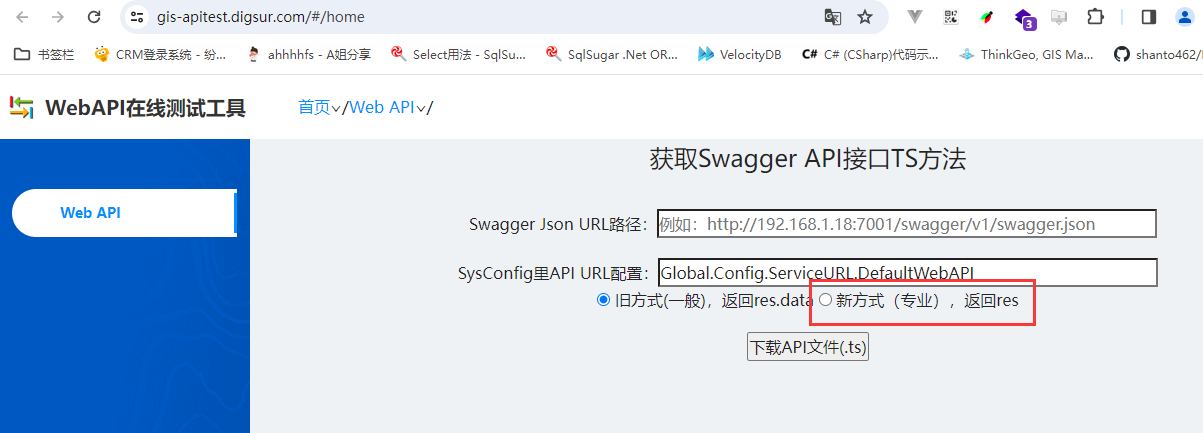 gis-apitest.digsur.com/#/home
3
书签栏 CRM登录系统 - 纷... ahhhhfs - A姐分享 Select用法 - SqlSu... SqlSugar .Net OR... VelocityDB C# C# (CSharp)代码示... ThinkGeo, GIS Ma... shanto462/
WebAPI在线测试工具 首页/Web API/
获取Swagger API接口TS方法
Web API
Swagger Json URL路径: 例如: http://192.168.1.18:7001/swagger/v1/swagger.json
SysConfig里API URL配置: Global.Config.ServiceURL.DefaultWebAPI
旧方式(一般), 返回res.data 新方式（专业）, 返回res
下载API文件(.ts)